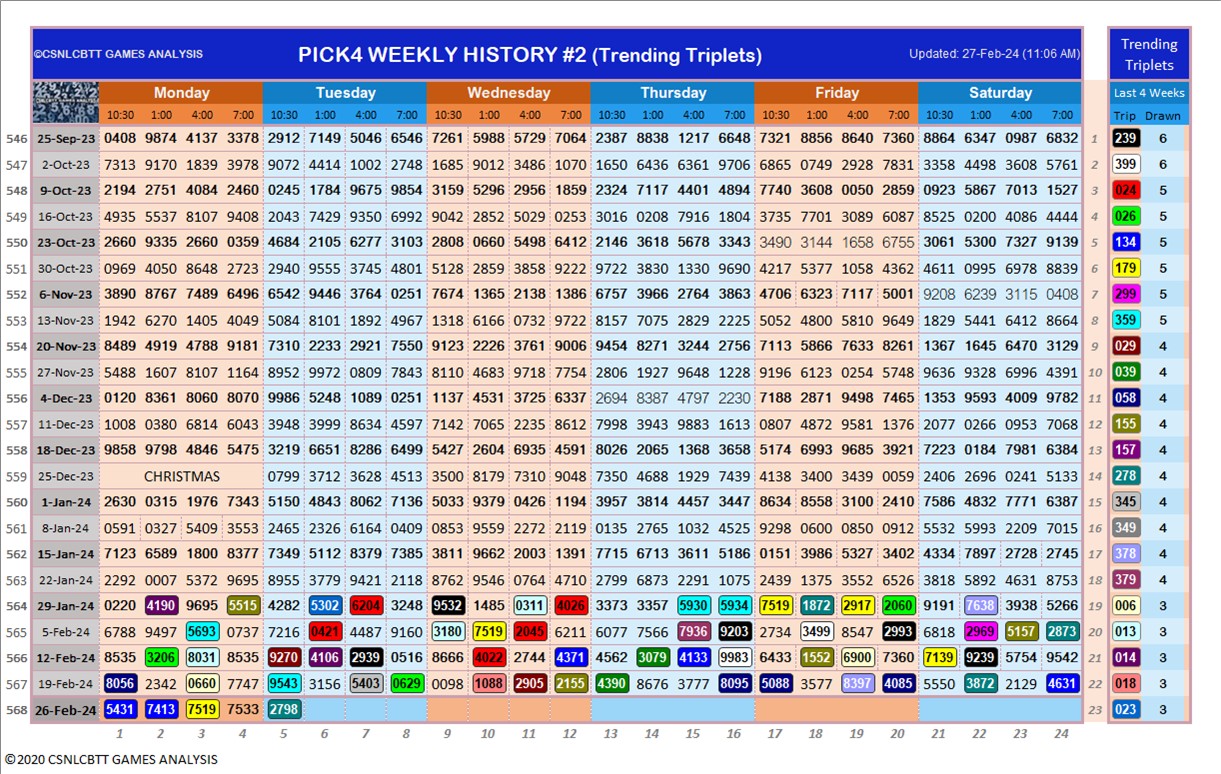 ©CSNLCBTT GAMES ANALYSIS PICK4 WEEKLY HISTORY #2 (Trending Triplets) Updated: 27-Feb-24 (11:06 AM) Trending Triplets
Monday Tuesday Wednesday Thursday Friday Saturday Last 4 Weeks
10:30 1:00 4:00 7:00 10:30 1:00 4:00 7:00 10:30 1:00 4:00 7:00 10:30 1:00 4:00 7:00 10:30 1:00 4:00 7:00 10:30 1:00 4:00 7:00 Trip Drawn
546 25-Sep-23 0408 9874 4137 3378 2912 7149 5046 6546 7261 5988 5729 7064 2387 8838 1217 6648 7321 8856 8640 7360 8864 6347 0987 6832 1 239 6
547 2-Oct-23 7313 9170 1839 3978 9072 4414 1002 2748 1685 9012 3486 1070 1650 6436 6361 9706 6865 0749 2928 7831 3358 4498 3608 5761 2 399 6
548 9-Oct-23 2194 2751 4084 2460 0245 1784 9675 9854 3159 5296 2956 1859 2324 7117 4401 4894 7740 3608 0050 2859 0923 5867 7013 1527 3 024 5
549 16-Oct-23 4935 5537 8107 9408 2043 7429 9350 6992 9042 2852 5029 0253 3016 0208 7916 1804 3735 7701 3089 6087 8525 0200 4086 4444 4 026 5
550 23-Oct-23 2660 9335 2660 0359 4684 2105 6277 3103 2808 0660 5498 6412 2146 3618 5678 3343 3490 3144 1658 6755 3061 5300 7327 9139 5 134 5
551 30-Oct-23 0969 4050 8648 2723 2940 9555 3745 4801 5128 2859 3858 9222 9722 3830 1330 9690 4217 5377 1058 4362 4611 0995 6978 8839 6 179 5
552 6-Nov-23 3890 8767 7489 6496 6542 9446 3764 0251 7674 1365 2138 1386 6757 3966 2764 3863 4706 6323 7117 5001 9208 6239 3115 0408 7 299 5
553 13-Nov-23 1942 6270 1405 4049 5084 8101 1892 4967 1318 6166 0732 9722 8157 7075 2829 2225 5052 4800 5810 9649 1829 5441 6412 8664 8 359 5
554 20-Nov-23 8489 4919 4788 9181 7310 2233 2921 7550 9123 2226 3761 9006 9454 8271 3244 2756 7113 5866 7633 8261 1367 1645 6470 3129 9 029 4
555 27-Nov-23 5488 1607 8107 1164 8952 9972 0809 7843 8110 4683 9718 7754 2806 1927 9648 1228 9196 6123 0254 5748 9636 9328 6996 4391 10 039 4
556 4-Dec-23 0120 8361 8060 8070 9986 5248 1089 0251 1137 4531 3725 6337 2694 8387 4797 2230 7188 2871 9498 7465 1353 9593 4009 9782 11 058 4
557 11-Dec-23 1008 0380 6814 6043 3948 3999 8634 4597 7142 7065 2235 8612 7998 3943 9883 1613 0807 4872 9581 1376 2077 0266 0953 7068 12 155 4
558 18-Dec-23 9858 9798 4846 5475 3219 6651 8286 6499 5427 2604 6935 4591 8026 2065 1368 3658 5174 6993 9685 3921 7223 0184 7981 6384 13 157 4
559 25-Dec-23 CHRISTMAS 0799 3712 3628 4513 3500 8179 7310 9048 7350 4688 1929 7439 4138 3400 3439 0059 2406 2696 0241 5133 14 278 4
560 1-Jan-24 2630 0315 1976 7343 5150 4843 8062 7136 5033 9379 0426 1194 3957 3814 4457 3447 8634 8558 3100 2410 7586 4832 7771 6387 15 345 4
561 8-Jan-24 0591 0327 5409 3553 2465 2326 6164 0409 0853 9559 2272 2119 0135 2765 1032 4525 9298 0600 0850 0912 5532 5993 2209 7015 16 349 4
562 15-Jan-24 7123 6589 1800 8377 7349 5112 8379 7385 3811 9662 2003 1391 7715 6713 3611 5186 0151 3986 5327 3402 4334 7897 2728 2745 17 378 4
563 22-Jan-24 2292 0007 5372 9695 8955 3779 9421 2118 8762 9546 0764 4710 2799 6873 2291 1075 2439 1375 3552 6526 3818 5892 4631 8753 18 379 4
564 29-Jan-24 0220 4190 9695 5515 4282 5302 6204 3248 9532 1485 0311 4026 3373 3357 5930 5934 7519 1872 2917 2060 9191 7638 3938 5266 19 006 3
565 5-Feb-24 6788 9497 5693 0737 7216 0421 4487 9160 3180 7519 2045 6211 6077 7566 7936 9203 2734 3499 8547 2993 6818 2969 5157 2873 20 013 3
566 12-Feb-24 8535 3206 8031 8535 9270 4106 2939 0516 8666 4022 2744 4371 4562 3079 4133 9983 6433 1552 6900 7360 7139 9239 5754 9542 21 014 3
567 19-Feb-24 8056 2342 0660 7747 9543 3156 5403 0629 0098 1088 2905 2155 4390 8676 3777 8095 5088 3577 8397 4085 5550 3872 2129 4631 22 018 3
568 26-Feb-24 5431 7413 7519 7533 2798 23 023 3
1 2 3 4 5 6 7 8 9 10 11 12 13 14 15 16 17 18 19 20 21 22 23 24
©2020 CSNLCBTT GAMES ANALYSIS